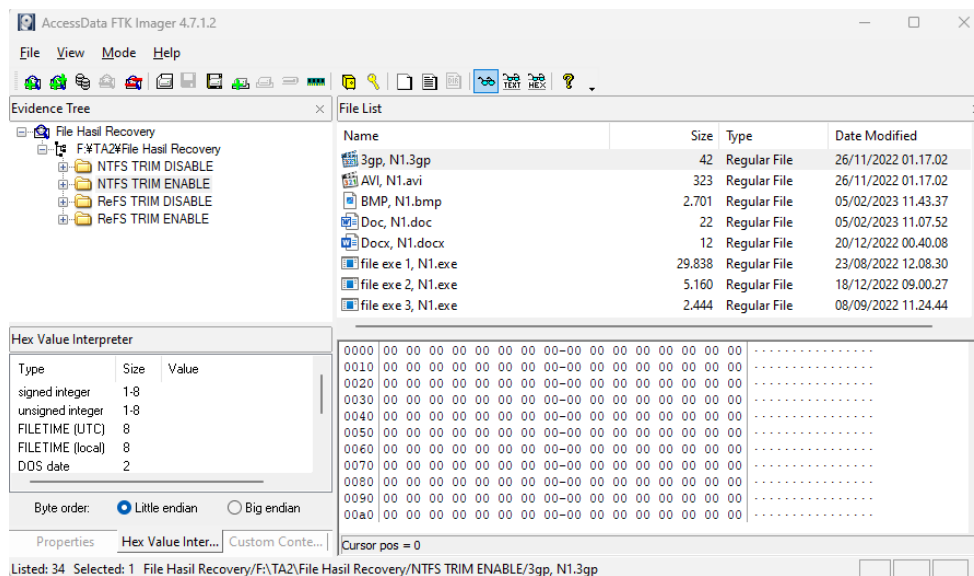 AccessData FTK Imager 4.7.1.2
File View Mode Help
TEXT HEX
Evidence Tree
File Hasil Recovery
F:¥TA2¥File Hasil Recovery
NTFS TRIM DISABLE
NTFS TRIM ENABLE
ReFS TRIM DISABLE
ReFS TRIM ENABLE
File List
Name Size Type Date Modified
3gp, N1.3gp 42 Regular File 26/11/2022 01.17.02
AVI, N1.avi 323 Regular File 26/11/2022 01.17.02
BMP, N1.bmp 2.701 Regular File 05/02/2023 11.43.37
Doc, N1.doc 22 Regular File 05/02/2023 11.07.52
Docx, N1.docx 12 Regular File 20/12/2022 00.40.08
file exe 1, N1.exe 29.838 Regular File 23/08/2022 12.08.30
file exe 2, N1.exe 5.160 Regular File 18/12/2022 09.00.27
file exe 3, N1.exe 2.444 Regular File 08/09/2022 11.24.44
Hex Value Interpreter
Type Size Value
signed integer 1-8
unsigned integer 1-8
FILETIME (UTC) 8
FILETIME (local) 8
DOS date 2
Byte order: Little endian Big endian
Properties Hex Value Inter... Custom Conte...
0000 00 00 00 00 00 00 00 00-00 00 00 00 00 00 00 00 ................
0010 00 00 00 00 00 00 00 00-00 00 00 00 00 00 00 00 ................
0020 00 00 00 00 00 00 00 00-00 00 00 00 00 00 00 00 ................
0030 00 00 00 00 00 00 00 00-00 00 00 00 00 00 00 00 ................
0040 00 00 00 00 00 00 00 00-00 00 00 00 00 00 00 00 ................
0050 00 00 00 00 00 00 00 00-00 00 00 00 00 00 00 00 ................
0060 00 00 00 00 00 00 00 00-00 00 00 00 00 00 00 00 ................
0070 00 00 00 00 00 00 00 00-00 00 00 00 00 00 00 00 ................
0080 00 00 00 00 00 00 00 00-00 00 00 00 00 00 00 00 ................
0090 00 00 00 00 00 00 00 00-00 00 00 00 00 00 00 00 ................
00a0 00 00 00 00 00 00 00 00-00 00 00 00 00 00 00 00 ................
Cursor pos = 0
Listed: 34 Selected: 1 File Hasil Recovery/F:\TA2\File Hasil Recovery/NTFS TRIM ENABLE/3gp, N1.3gp